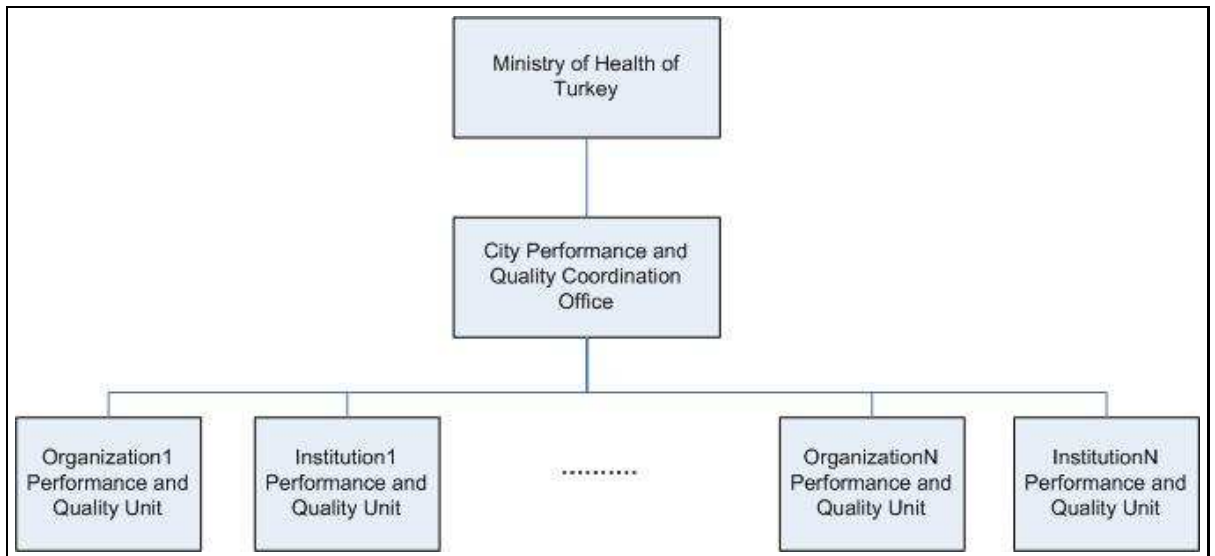 Ministry of Health of
Turkey
City Performance and
Quality Coordination
Office
Organization1
Performance and
Quality Unit
Institution1
Performance and
Quality Unit
..........
OrganizationN
Performance and
Quality Unit
InstitutionN
Performance and
Quality Unit